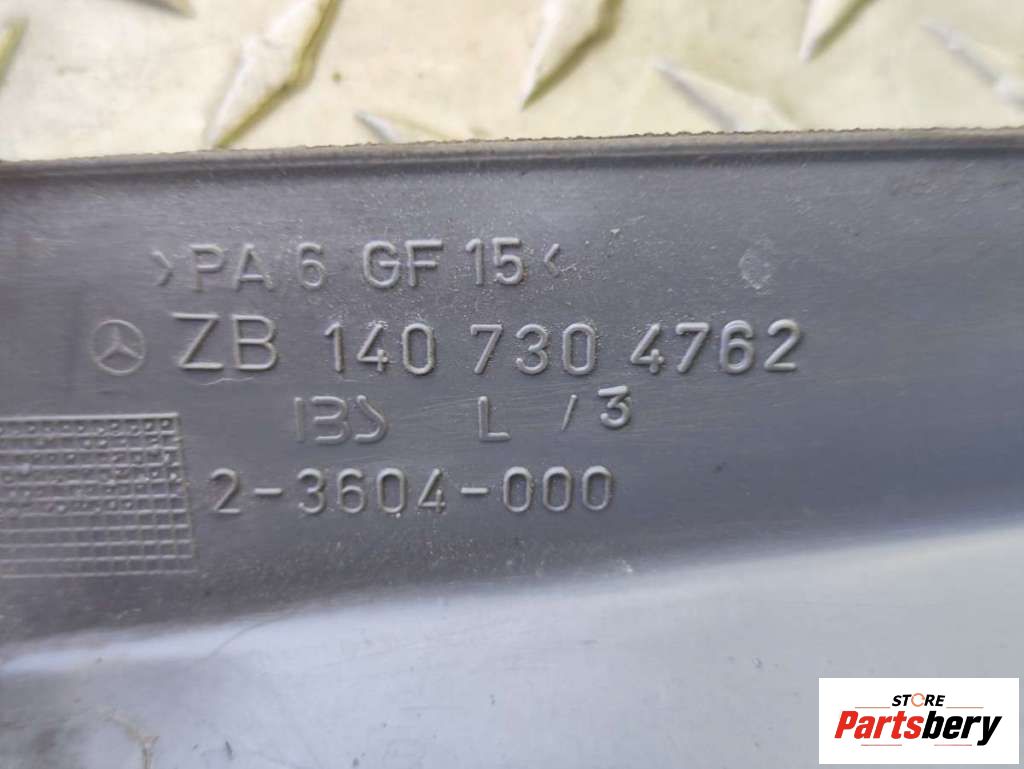 >PA 6 GF 15<
ZB 140 730 4762
IBS L /3
2-3604-000
STORE
Partsbery